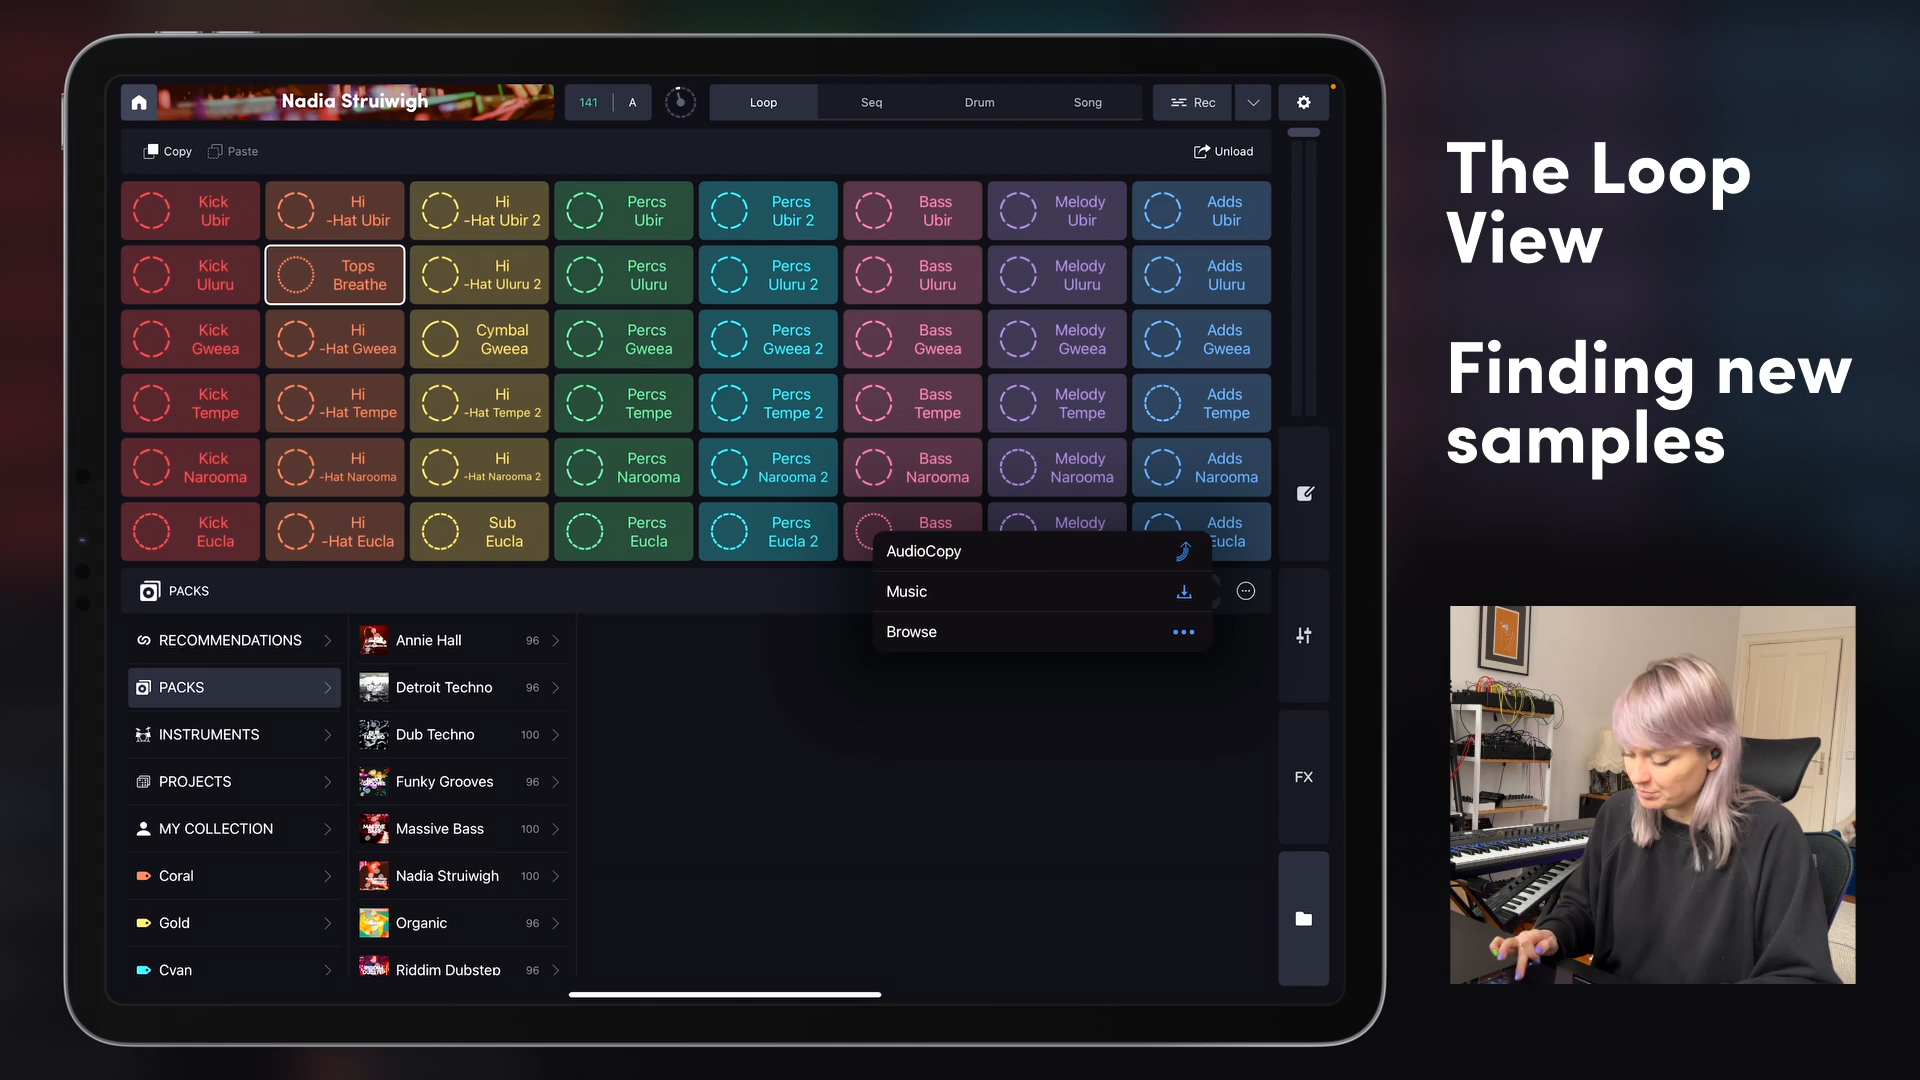 Nadia Struiwigh
141
A
Loop
Seq
Drum
Song
Rec
Copy
Paste
Unload
Kick
Ubir
Hi
-Hat Ubir
Hi
-Hat Ubir 2
Percs
Ubir
Percs
Ubir 2
Bass
Ubir
Melody
Ubir
Adds
Ubir
Kick
Uluru
Tops
Breathe
Hi
-Hat Uluru 2
Percs
Uluru
Percs
Uluru 2
Bass
Uluru
Melody
Uluru
Adds
Uluru
Kick
Gweea
Hi
-Hat Gweea
Cymbal
Gweea
Percs
Gweea
Percs
Gweea 2
Bass
Gweea
Melody
Gweea
Adds
Gweea
Kick
Tempe
Hi
-Hat Tempe
Hi
-Hat Tempe 2
Percs
Tempe
Percs
Tempe 2
Bass
Tempe
Melody
Tempe
Adds
Tempe
Kick
Narooma
Hi
-Hat Narooma
Hi
-Hat Narooma 2
Percs
Narooma
Percs
Narooma 2
Bass
Narooma
Melody
Narooma
Adds
Narooma
Kick
Eucla
Hi
-Hat Eucla
Sub
Eucla
Percs
Eucla
Percs
Eucla 2
Bass
Melody
Adds
Eucla
AudioCopy
Music
Browse
PACKS
RECOMMENDATIONS
PACKS
INSTRUMENTS
PROJECTS
MY COLLECTION
Coral
Gold
Cyan
Annie Hall 96
Detroit Techno 96
Dub Techno 100
Funky Grooves 96
Massive Bass 100
Nadia Struiwigh 100
Organic 96
Riddim Dubstep 96
FX
The Loop
View
Finding new
samples